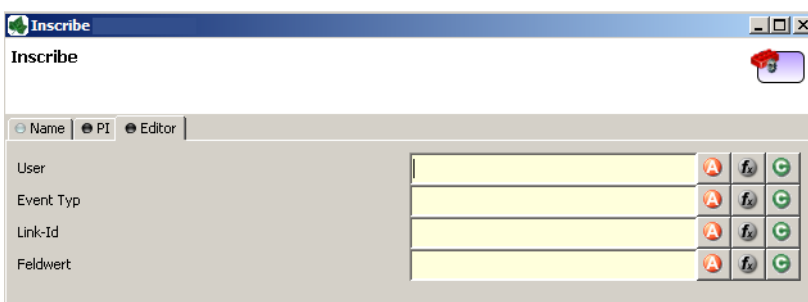 Inscribe
Inscribe
Name PI Editor
User
Event Typ
Link-Id
Feldwert